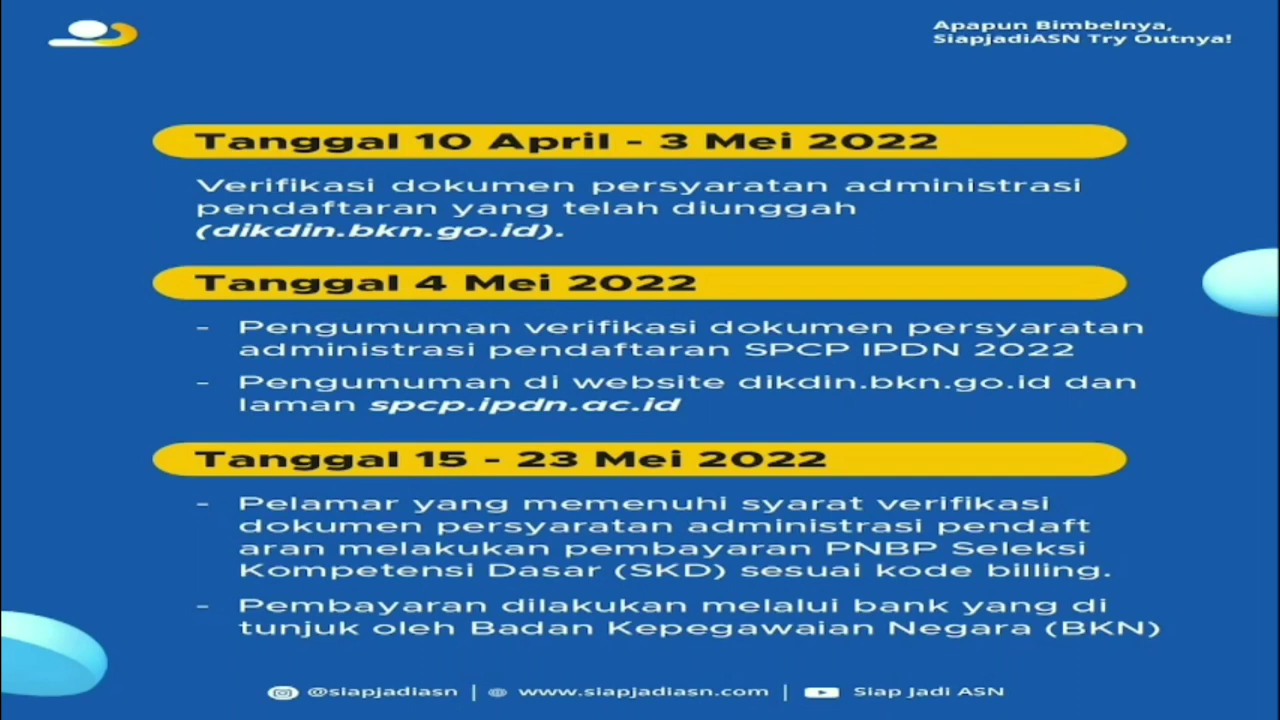 Apapun Bimbelnya,
SiapjadiASN Try Outnya!
Tanggal 10 April - 3 Mei 2022
Verifikasi dokumen persyaratan administrasi
pendaftaran yang telah diunggah
(dikdin.bkn.go.id).
Tanggal 4 Mei 2022
- Pengumuman verifikasi dokumen persyaratan
administrasi pendaftaran SPCP IPDN 2022
- Pengumuman di website dikdin.bkn.go.id dan
laman spcp.ipdn.ac.id
Tanggal 15 - 23 Mei 2022
- Pelamar yang memenuhi syarat verifikasi
dokumen persyaratan administrasi pendaft
aran melakukan pembayaran PNBP Seleksi
Kompetensi Dasar (SKD) sesuai kode billing.
- Pembayaran dilakukan melalui bank yang di
tunjuk oleh Badan Kepegawaian Negara (BKN)
@siapjadiasn | www.siapjadiasn.com | Siap Jadi ASN